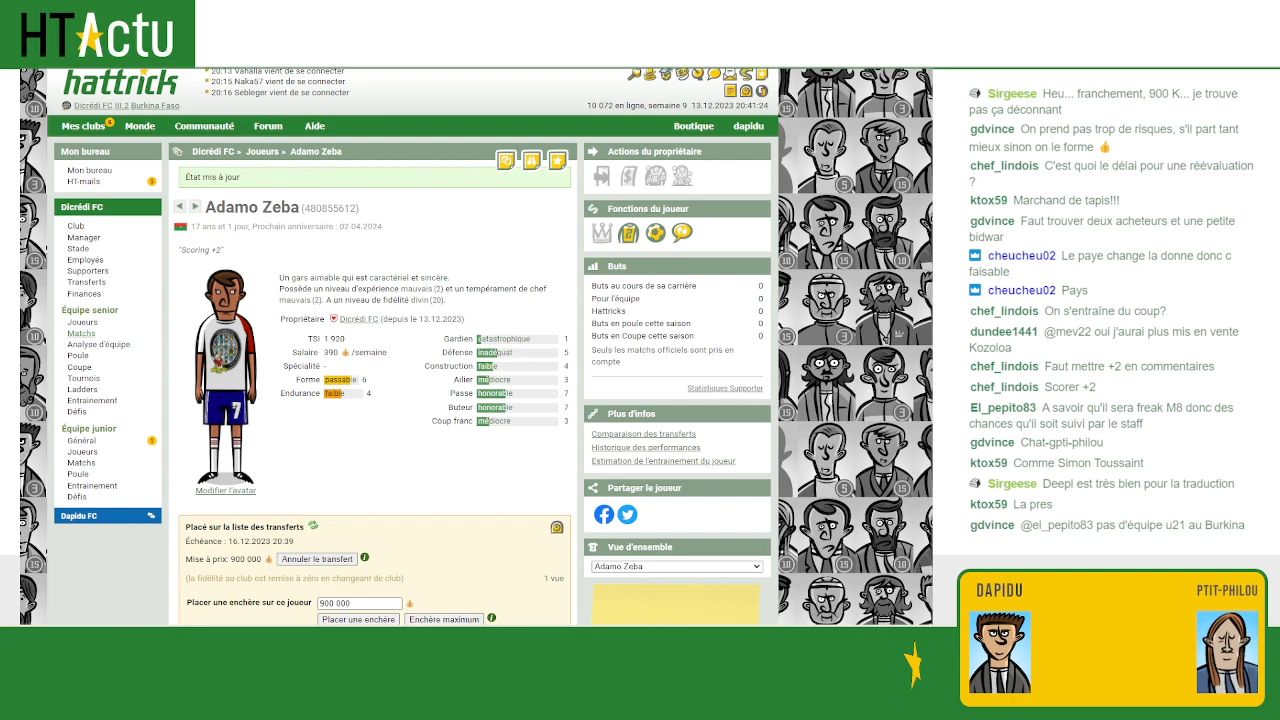 HTActu
hattrick
20:13 Vahalla vient de se connecter
20:15 Naka57 vient de se connecter
20:16 Sebleger vient de se connecter
Dicrédi FC III.2 Burkina Faso
10 072 en ligne, semaine 9 13.12.2023 20:41:24
Mes clubs 5 Monde Communauté Forum Aide Boutique dapidu
Mon bureau
Mon bureau
HT-mails 5
Dicrédi FC
Club
Manager
Stade
Employés
Supporters
Transferts
Finances
Équipe senior
Joueurs
Matchs
Analyse d'équipe
Poule
Coupe
Tournois
Ladders
Entrainement
Défis
Équipe junior
Général 1
Joueurs
Matchs
Poule
Entrainement
Défis
Dapidu FC
Dicrédi FC » Joueurs » Adamo Zeba
État mis à jour
Adamo Zeba (480855612)
17 ans et 1 jour, Prochain anniversaire : 02.04.2024
"Scoring +2"
Un gars aimable qui est caractériel et sincère.
Possède un niveau d'expérience mauvais (2) et un tempérament de chef
mauvais (2). A un niveau de fidélité divin (20).
Propriétaire Dicrédi FC (depuis le 13.12.2023)
TSI 1 920
Salaire 390 /semaine
Spécialité -
Forme passable 6
Endurance faible 4
Gardien catastrophique 1
Défense inadéquat 5
Construction faible 4
Ailier médiocre 3
Passe honorable 7
Buteur honorable 7
Coup franc médiocre 3
7
Modifier l'avatar
Placé sur la liste des transferts
Échéance : 16.12.2023 20:39
Mise à prix: 900 000 Annuler le transfert
(la fidélité au club est remise à zéro en changeant de club) 1 vue
Placer une enchère sur ce joueur 900 000
Placer une enchère Enchère maximum
Actions du propriétaire
Fonctions du joueur
Buts
Buts au cours de sa carrière 0
Pour l'équipe 0
Hattricks 0
Buts en poule cette saison 0
Buts en Coupe cette saison 0
Seuls les matchs officiels sont pris en
compte
Statistiques Supporter
Plus d'infos
Comparaison des transferts
Historique des performances
Estimation de l'entrainement du joueur
Partager le joueur
Vue d'ensemble
Adamo Zeba
Sirgeese Heu... franchement, 900 K... je trouve
pas ça déconnant
gdvince On prend pas trop de risques, s'il part tant
mieux sinon on le forme
chef_lindois C'est quoi le délai pour une réévaluation
?
ktox59 Marchand de tapis!!!
gdvince Faut trouver deux acheteurs et une petite
bidwar
cheucheu02 Le paye change la donne donc c
faisable
cheucheu02 Pays
chef_lindois On s'entraîne du coup?
dundee1441 @mev22 oui j'aurai plus mis en vente
Kozoloa
chef_lindois Faut mettre +2 en commentaires
chef_lindois Scorer +2
El_pepito83 A savoir qu'il sera freak M8 donc des
chances qu'il soit suivi par le staff
gdvince Chat-gpti-philou
ktox59 Comme Simon Toussaint
Sirgeese Deepl est très bien pour la traduction
ktox59 La pres
gdvince @el_pepito83 pas d'équipe u21 au Burkina
DAPIDU
PTIT-PHILOU